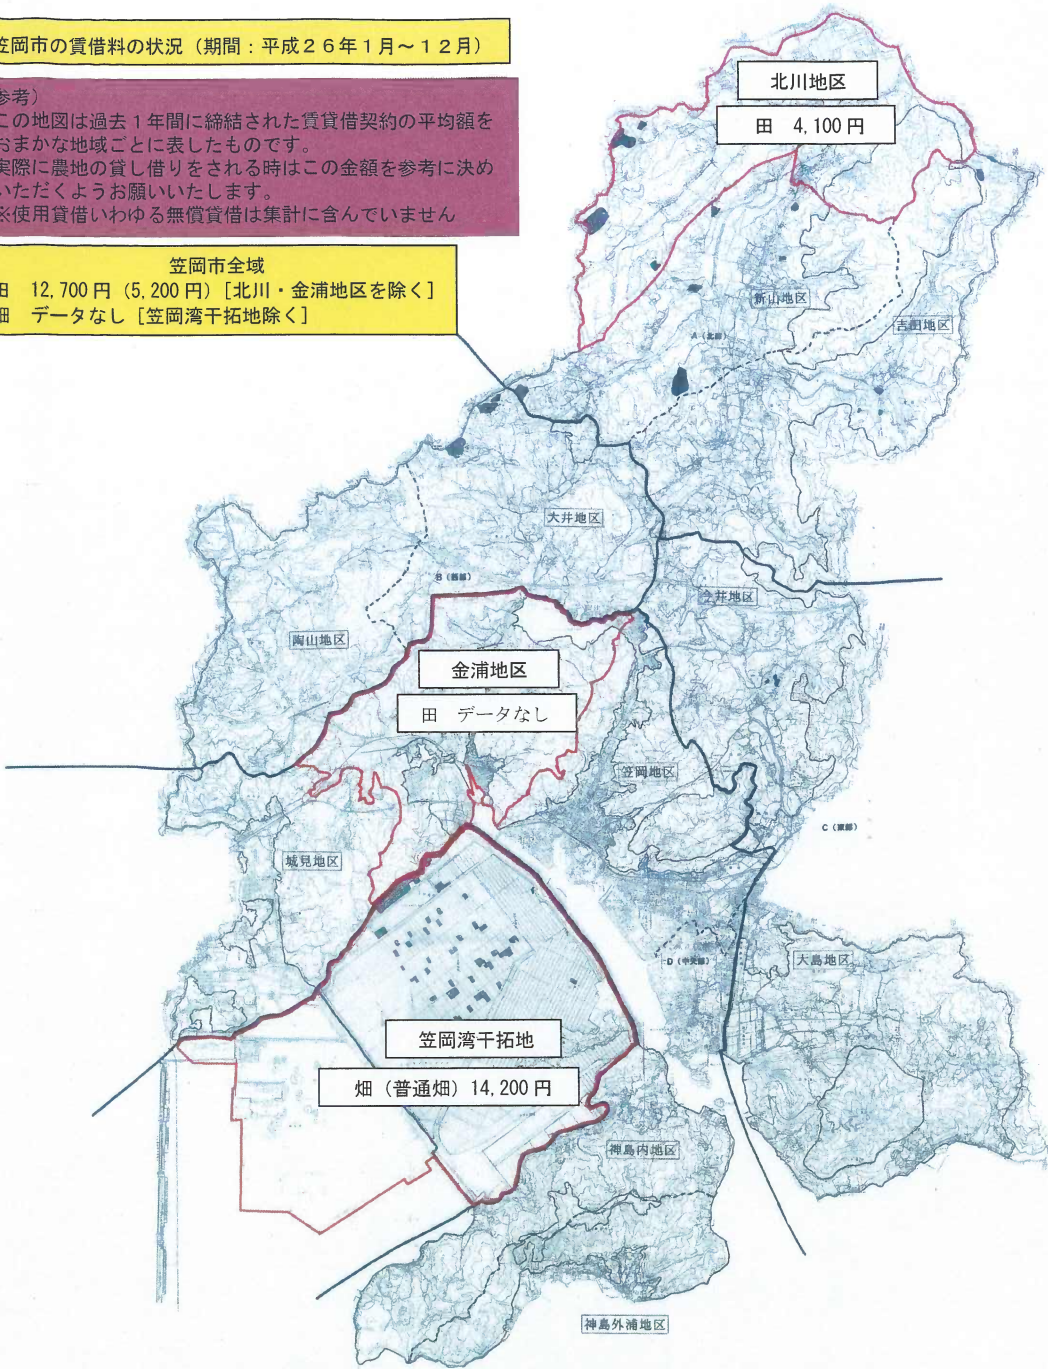 笠岡市の賃借料の状況（期間：平成２６年１月～１２月）
参考）
この地図は過去１年間に締結された賃貸借契約の平均額を
おまかな地域ごとに表したものです。
実際に農地の貸し借りをされる時はこの金額を参考に決め
いただくようお願いいたします。
※使用貸借いわゆる無償貸借は集計に含んでいません
笠岡市全域
田　12,700円（5,200円）［北川・金浦地区を除く］
畑　データなし［笠岡湾干拓地除く］
北川地区
田　4,100円
新山地区
吉田地区
A（北部）
大井地区
B（西部）
今井地区
陶山地区
金浦地区
田　データなし
笠岡地区
C（東部）
城見地区
D（中央部）
大島地区
笠岡湾干拓地
畑（普通畑）14,200円
神島内地区
神島外浦地区